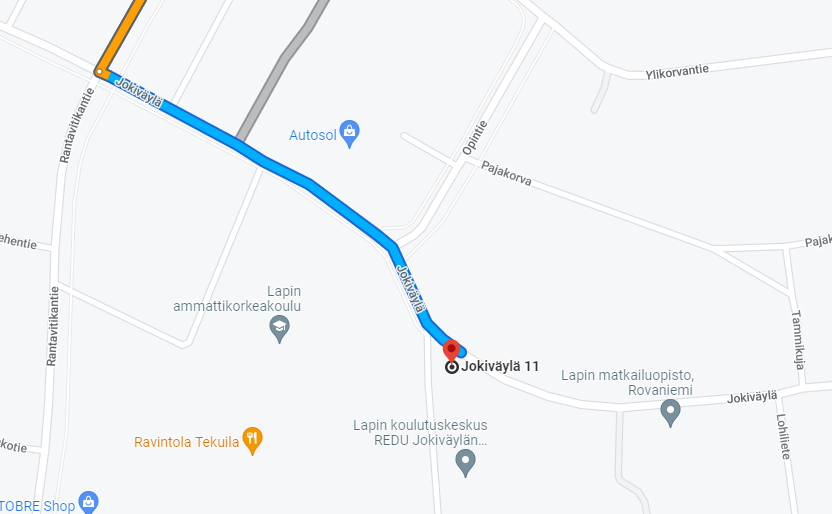 Ylikorvantie
Jokiväylä
Rantavitikantie
Autosol
Opintie
Pajakorva
ehentie
Pajak
Jokiväylä
Lapin
ammattikorkeakoulu
Rantavitikantie
Tammikuja
Jokiväylä 11
Lapin matkailuopisto,
Rovaniemi
Jokiväylä
Lohiliete
Lapin koulutuskeskus
REDU Jokiväylän...
Ravintola Tekuila
kotie
TOBRE Shop